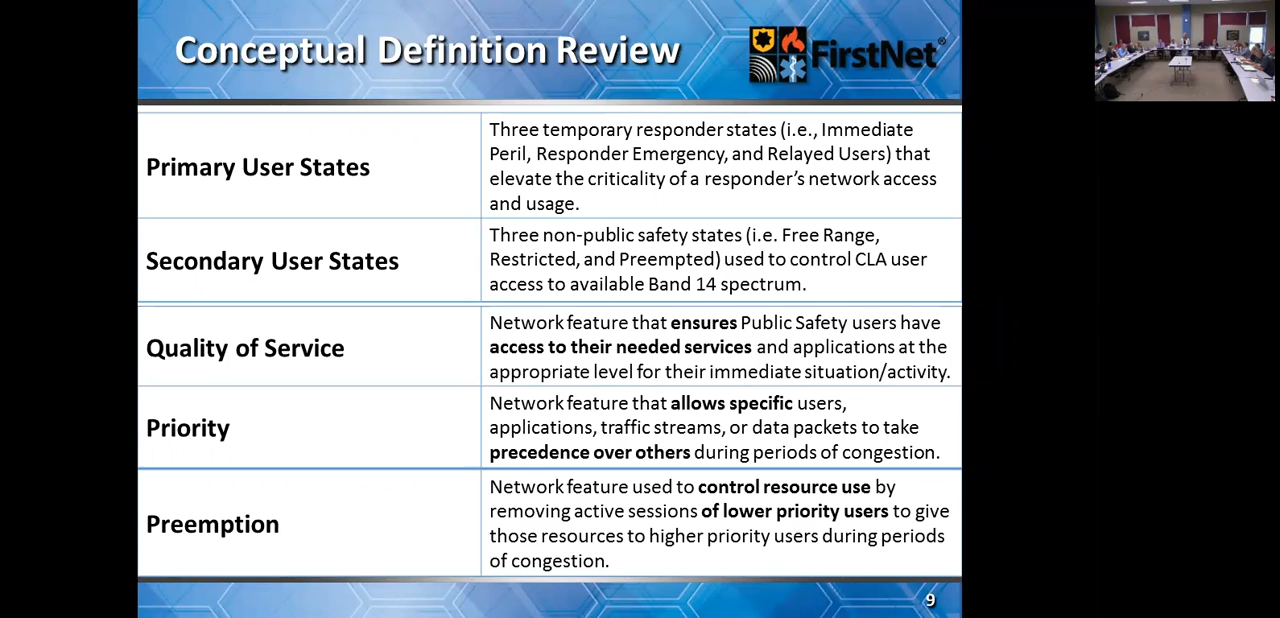 Conceptual Definition Review
FirstNet®
Primary User States
Three temporary responder states (i.e., Immediate
Peril, Responder Emergency, and Relayed Users) that
elevate the criticality of a responder's network access
and usage.
Secondary User States
Three non-public safety states (i.e. Free Range,
Restricted, and Preempted) used to control CLA user
access to available Band 14 spectrum.
Quality of Service
Network feature that ensures Public Safety users have
access to their needed services and applications at the
appropriate level for their immediate situation/activity.
Priority
Network feature that allows specific users,
applications, traffic streams, or data packets to take
precedence over others during periods of congestion.
Preemption
Network feature used to control resource use by
removing active sessions of lower priority users to give
those resources to higher priority users during periods
of congestion.
9